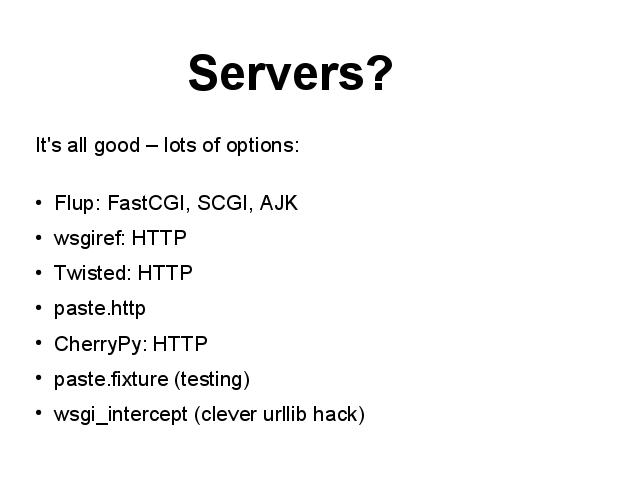 Servers?
It's all good – lots of options:
• Flup: FastCGI, SCGI, AJK
• wsgiref: HTTP
• Twisted: HTTP
• paste.http
• CherryPy: HTTP
• paste.fixture (testing)
• wsgi_intercept (clever urllib hack)